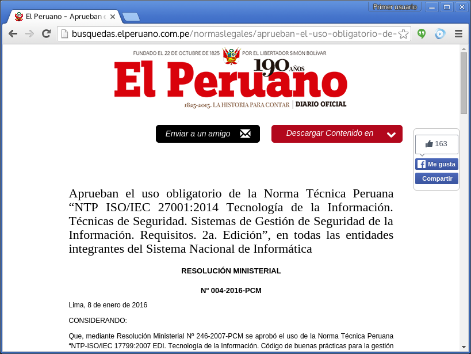 El Peruano - Aprueban e
Primer usuario
busquedas.elperuano.com.pe/normaslegales/aprueban-el-uso-obligatorio-de-
FUNDADO EL 22 DE OCTUBRE DE 1825 POR EL LIBERTADOR SIMÓN BOLÍVAR
190 AÑOS
El Peruano
1825-2015. LA HISTORIA PARA CONTAR | DIARIO OFICIAL
Enviar a un amigo
Descargar Contenido en
163
Me gusta
Compartir
Aprueban el uso obligatorio de la Norma Técnica Peruana
“NTP ISO/IEC 27001:2014 Tecnología de la Información.
Técnicas de Seguridad. Sistemas de Gestión de Seguridad de la
Información. Requisitos. 2a. Edición”, en todas las entidades
integrantes del Sistema Nacional de Informática
RESOLUCIÓN MINISTERIAL
Nº 004-2016-PCM
Lima, 8 de enero de 2016
CONSIDERANDO:
Que, mediante Resolución Ministerial Nº 246-2007-PCM se aprobó el uso de la Norma Técnica Peruana
“NTP-ISO/IEC 17799:2007 EDI. Tecnología de la Información. Código de buenas prácticas para la gestión